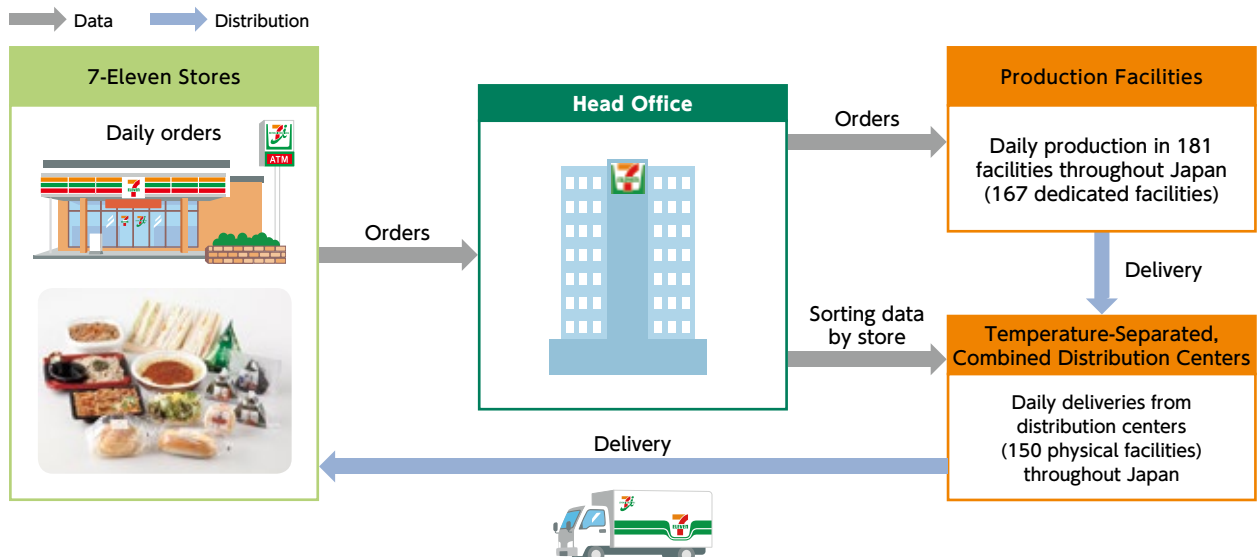 Data
Distribution
7-Eleven Stores
Daily orders
ATM
Orders
Head Office
Orders
Sorting data
by store
Production Facilities
Daily production in 181
facilities throughout Japan
(167 dedicated facilities)
Delivery
Temperature-Separated,
Combined Distribution Centers
Daily deliveries from
distribution centers
(150 physical facilities)
throughout Japan
Delivery